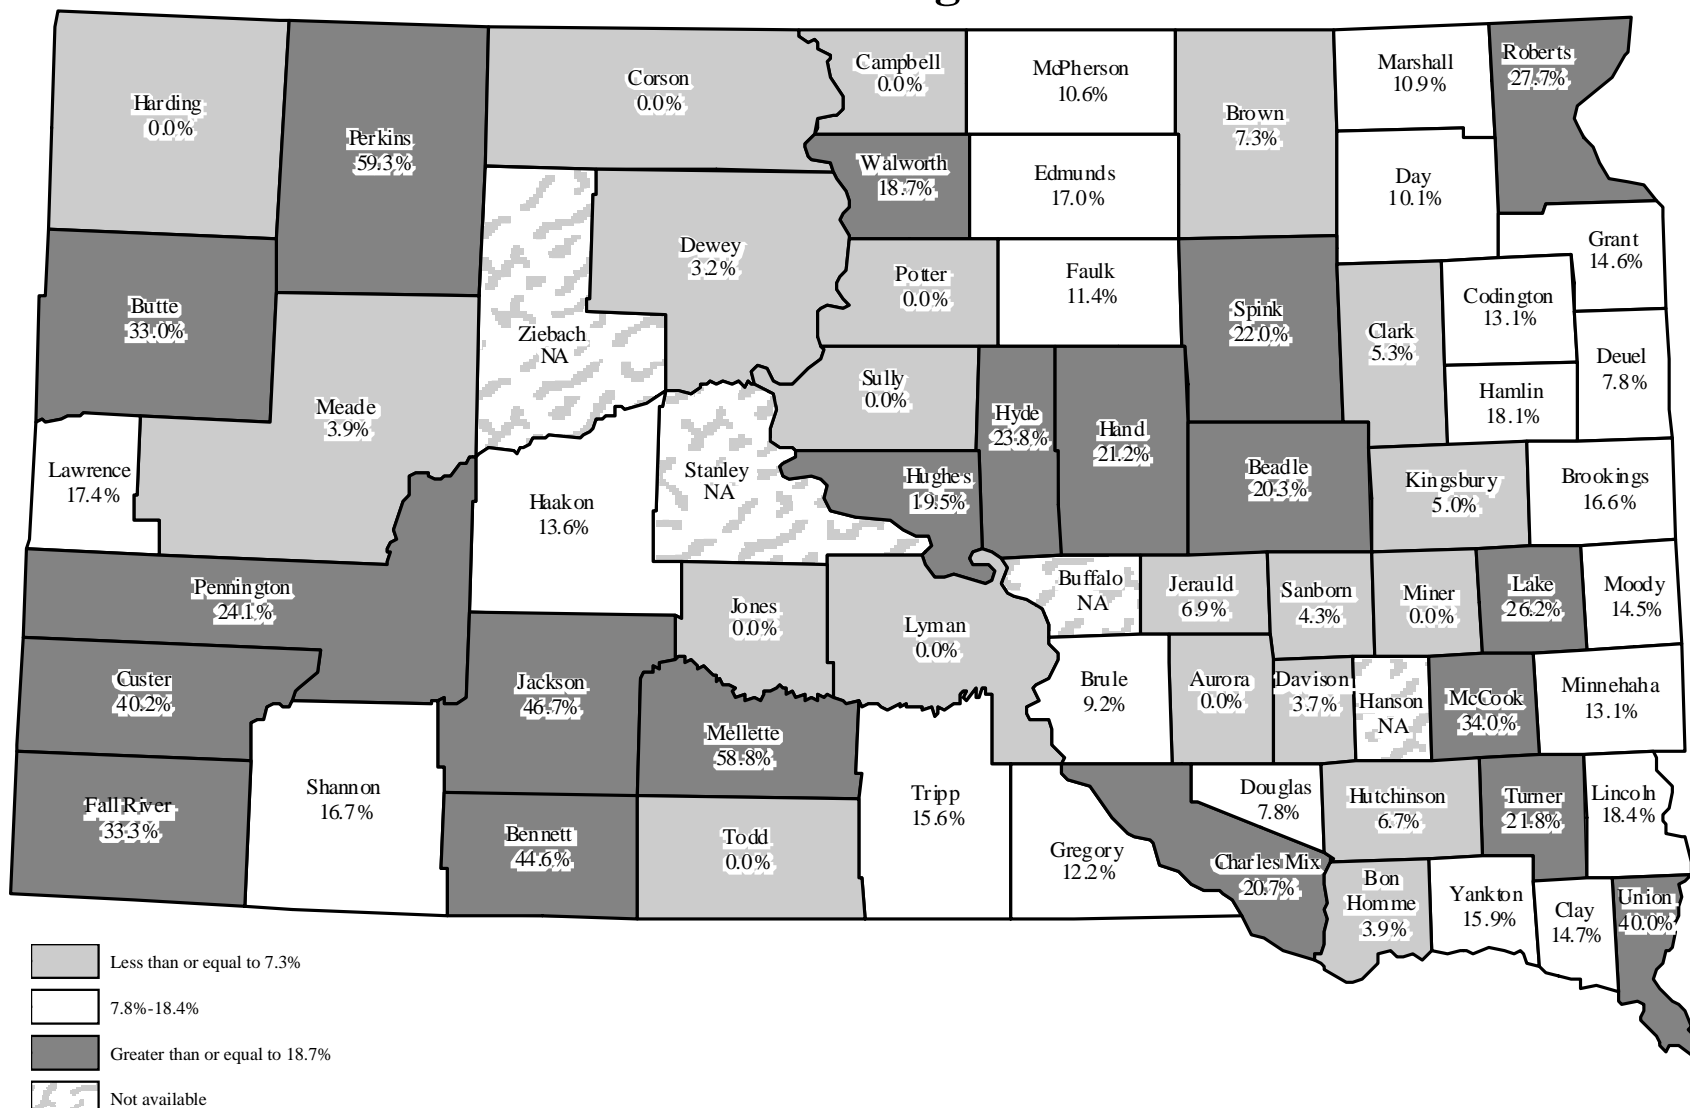 g
Harding
0.0%
Perkins
59.3%
Corson
0.0%
Campbell
0.0%
McPherson
10.6%
Brown
7.3%
Marshall
10.9%
Roberts
27.7%
Walworth
18.7%
Edmunds
17.0%
Day
10.1%
Dewey
3.2%
Potter
0.0%
Faulk
11.4%
Grant
14.6%
Butte
33.0%
Ziebach
NA
Spink
22.0%
Clark
5.3%
Codington
13.1%
Deuel
7.8%
Hamlin
18.1%
Meade
3.9%
Sully
0.0%
Hyde
23.8%
Hand
21.2%
Lawrence
17.4%
Haakon
13.6%
Stanley
NA
Hughes
19.5%
Beadle
20.3%
Kingsbury
5.0%
Brookings
16.6%
Pennington
24.1%
Jones
0.0%
Lyman
0.0%
Buffalo
NA
Jerauld
6.9%
Sanborn
4.3%
Miner
0.0%
Lake
26.2%
Moody
14.5%
Custer
40.2%
Jackson
46.7%
Mellette
58.8%
Brule
9.2%
Aurora
0.0%
Davison
3.7%
Hanson
NA
McCook
34.0%
Minnehaha
13.1%
Fall River
33.3%
Shannon
16.7%
Bennett
44.6%
Todd
0.0%
Tripp
15.6%
Gregory
12.2%
Douglas
7.8%
Charles Mix
20.7%
Hutchinson
6.7%
Turner
21.8%
Lincoln
18.4%
Bon
Homme
3.9%
Yankton
15.9%
Clay
14.7%
Union
40.0%
Less than or equal to 7.3%
7.8%-18.4%
Greater than or equal to 18.7%
Not available